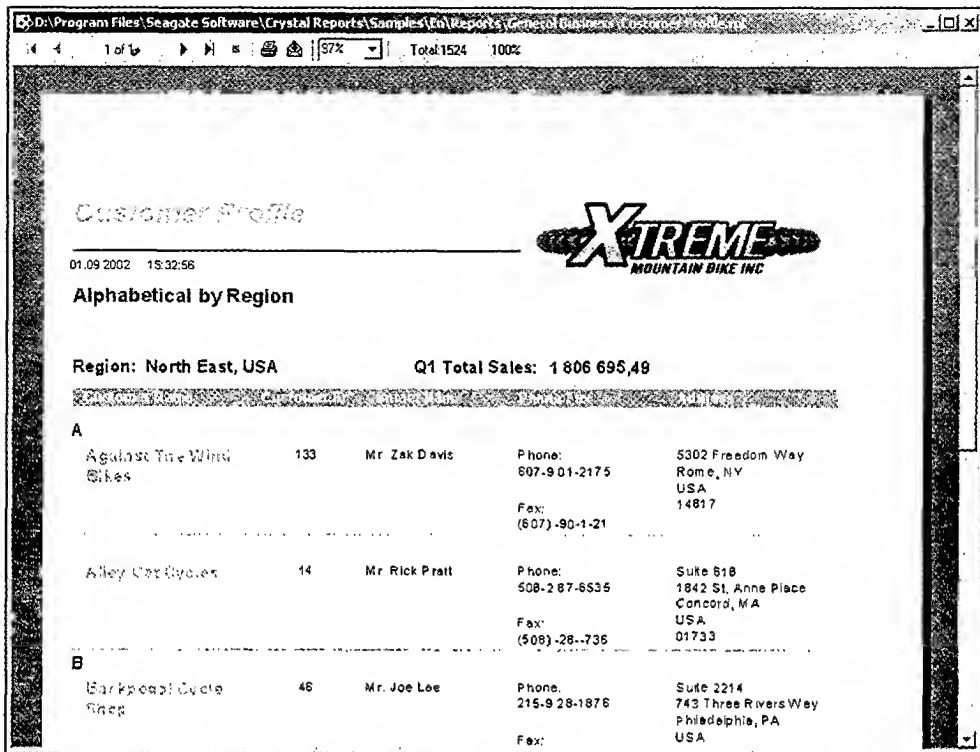 D:\Program Files\Seagate Software\Crystal Reports\Samples\En\Reports\General Business\Customer Profile.rpt
1 of 1+ 97% Total:1524 100%
Customer Profile
XTREME
MOUNTAIN BIKE INC
01.09.2002 15:32:56
Alphabetical by Region
Region: North East, USA Q1 Total Sales: 1 806 695,49
Address
A
Against The Wind 133 Mr. Zak Davis Phone: 5302 Freedom Way
Bikes 607-901-2175 Rome, NY
USA
Fax: 14817
(607)-90-1-21
Alley Cat Cycles 14 Mr. Rick Pratt Phone: Suite 618
508-287-6535 1842 St. Anne Place
Concord, MA
Fax: USA
(508)-28--736 01733
B
Backpedal Cycle 46 Mr. Joe Lee Phone: Suite 2214
Shop 215-928-1876 743 Three Rivers Way
Philadelphia, PA
Fax: USA